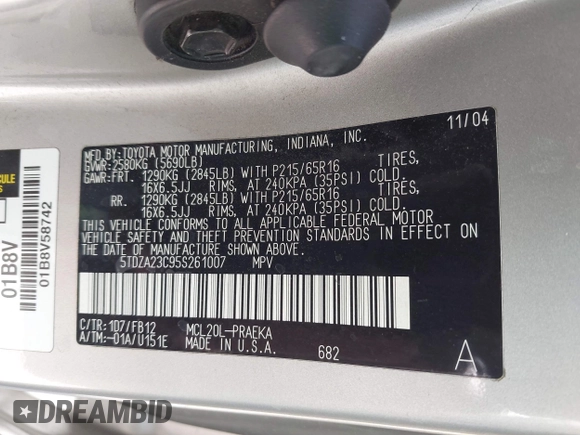 11/04
MFD.BY:TOYOTA MOTOR MANUFACTURING, INDIANA, INC.
GVWR:2580KG (5690LB)
GAWR:FRT. 1290KG (2845LB) WITH P215/65R16 TIRES,
16X6.5JJ RIMS, AT 240KPA (35PSI) COLD.
RR. 1290KG (2845LB) WITH P215/65R16 TIRES,
16X6.5JJ RIMS, AT 240KPA (35PSI) COLD.
THIS VEHICLE CONFORMS TO ALL APPLICABLE FEDERAL MOTOR
VEHICLE SAFETY AND BUMPER STANDARDS IN EFFECT ON
THE DATE OF MANUFACTURE SHOWN ABOVE.
5TDZA23C95S261007 MPV
C/TR: 1D7/FB12 MCL20L-PRAEKA
A/TM:-01A/U151E MADE IN U.S.A. 682 A
01B8V
01B8V58742
DREAMBID